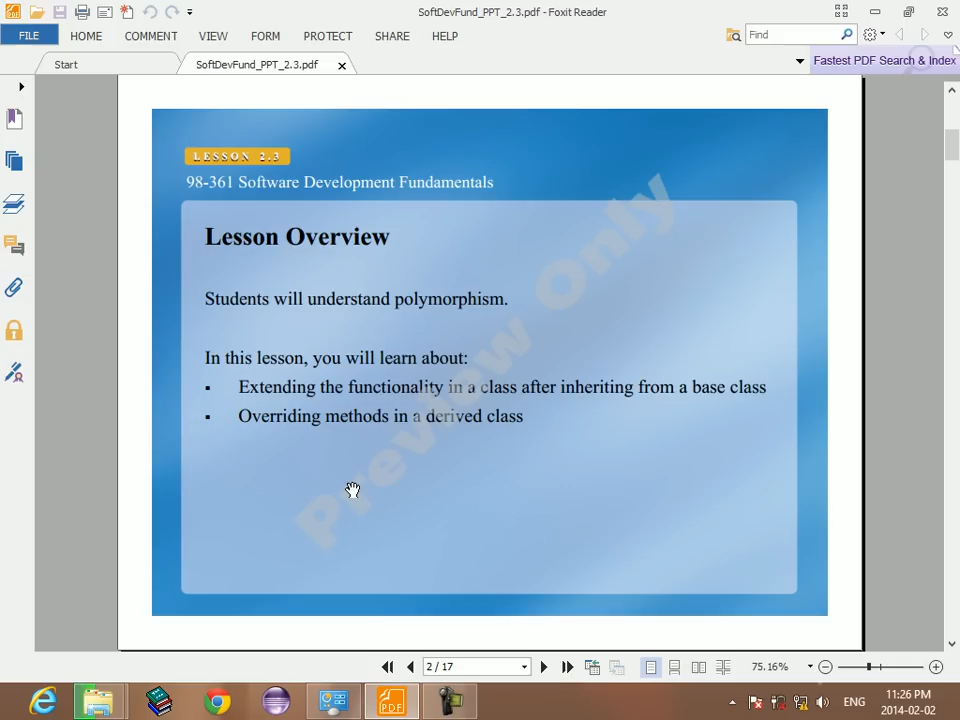 SoftDevFund_PPT_2.3.pdf - Foxit Reader
FILE HOME COMMENT VIEW FORM PROTECT SHARE HELP Find
Start SoftDevFund_PPT_2.3.pdf Fastest PDF Search & Index
LESSON 2.3
98-361 Software Development Fundamentals
Lesson Overview
Students will understand polymorphism.
In this lesson, you will learn about:
▪ Extending the functionality in a class after inheriting from a base class
▪ Overriding methods in a derived class
Preview Only
2 / 17 75.16%
PDF ENG 11:26 PM
2014-02-02